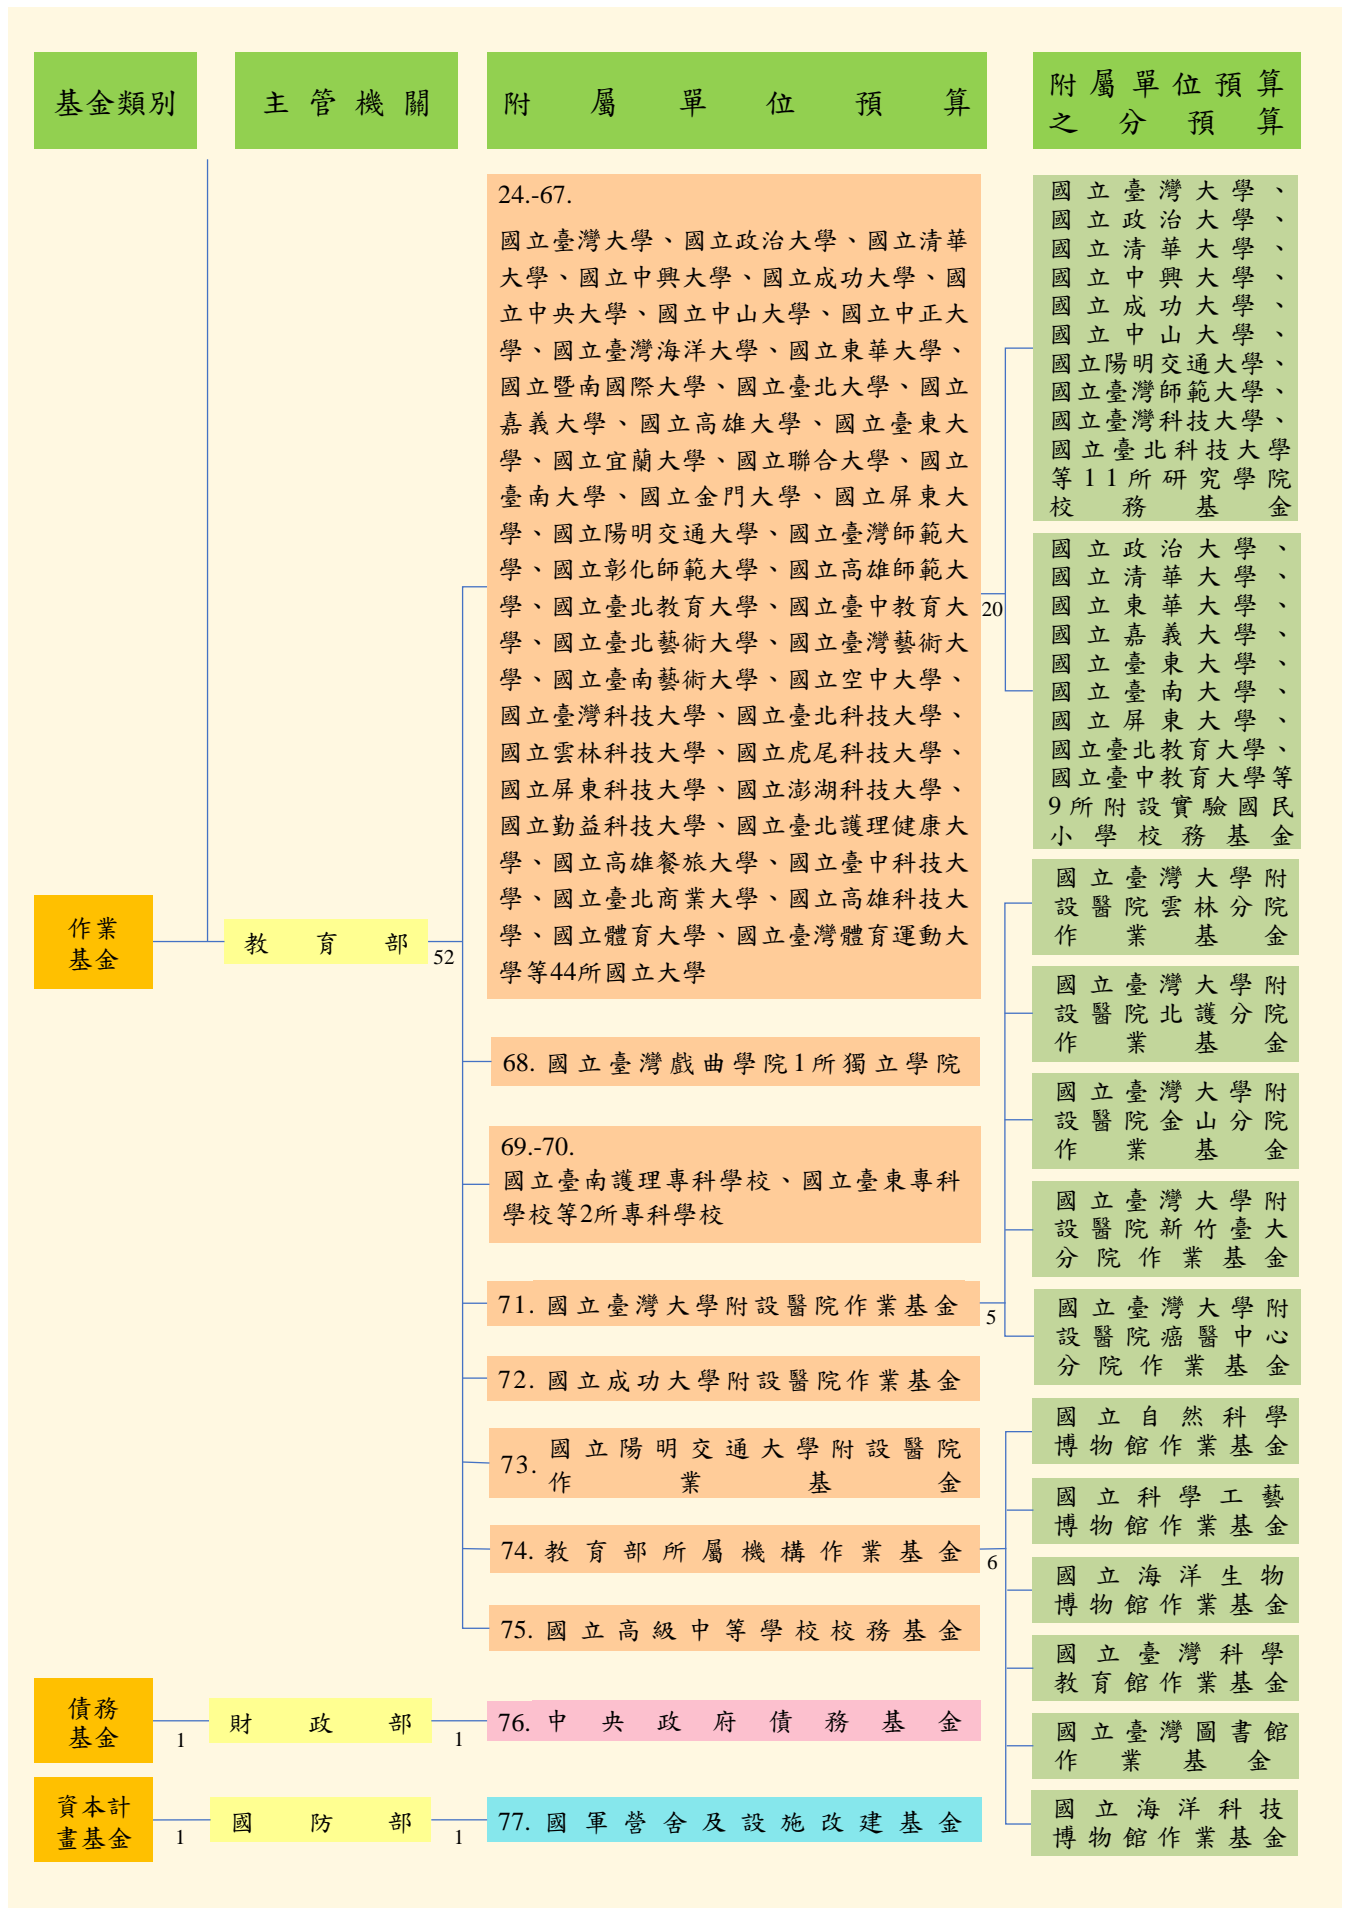 基金類別
主管機關
附屬單位預算
附屬單位預算
之分預算
24.-67.
國立臺灣大學、國立政治大學、國立清華
大學、國立中興大學、國立成功大學、國
立中央大學、國立中山大學、國立中正大
學、國立臺灣海洋大學、國立東華大學、
國立暨南國際大學、國立臺北大學、國立
嘉義大學、國立高雄大學、國立臺東大
學、國立宜蘭大學、國立聯合大學、國立
臺南大學、國立金門大學、國立屏東大
學、國立陽明交通大學、國立臺灣師範大
學、國立彰化師範大學、國立高雄師範大
學、國立臺北教育大學、國立臺中教育大
學、國立臺北藝術大學、國立臺灣藝術大
學、國立臺南藝術大學、國立空中大學、
國立臺灣科技大學、國立臺北科技大學、
國立雲林科技大學、國立虎尾科技大學、
國立屏東科技大學、國立澎湖科技大學、
國立勤益科技大學、國立臺北護理健康大
學、國立高雄餐旅大學、國立臺中科技大
學、國立臺北商業大學、國立高雄科技大
學、國立體育大學、國立臺灣體育運動大
學等44所國立大學
20
國立臺灣大學、
國立政治大學、
國立清華大學、
國立中興大學、
國立成功大學、
國立中山大學、
國立陽明交通大學、
國立臺灣師範大學、
國立臺灣科技大學、
國立臺北科技大學
等11所研究學院
校務基金
國立政治大學、
國立清華大學、
國立東華大學、
國立嘉義大學、
國立臺東大學、
國立臺南大學、
國立屏東大學、
國立臺北教育大學、
國立臺中教育大學等
9所附設實驗國民
小學校務基金
作業
基金
教育部
52
68. 國立臺灣戲曲學院1所獨立學院
69.-70.
國立臺南護理專科學校、國立臺東專科
學校等2所專科學校
71. 國立臺灣大學附設醫院作業基金
5
國立臺灣大學附
設醫院雲林分院
作業基金
國立臺灣大學附
設醫院北護分院
作業基金
國立臺灣大學附
設醫院金山分院
作業基金
國立臺灣大學附
設醫院新竹臺大
分院作業基金
國立臺灣大學附
設醫院癌醫中心
分院作業基金
72. 國立成功大學附設醫院作業基金
73. 國立陽明交通大學附設醫院
作業基金
74. 教育部所屬機構作業基金
6
國立自然科學
博物館作業基金
國立科學工藝
博物館作業基金
國立海洋生物
博物館作業基金
國立臺灣科學
教育館作業基金
國立臺灣圖書館
作業基金
國立海洋科技
博物館作業基金
75. 國立高級中等學校校務基金
債務
基金
1
財政部
1
76. 中央政府債務基金
資本計
畫基金
1
國防部
1
77. 國軍營舍及設施改建基金